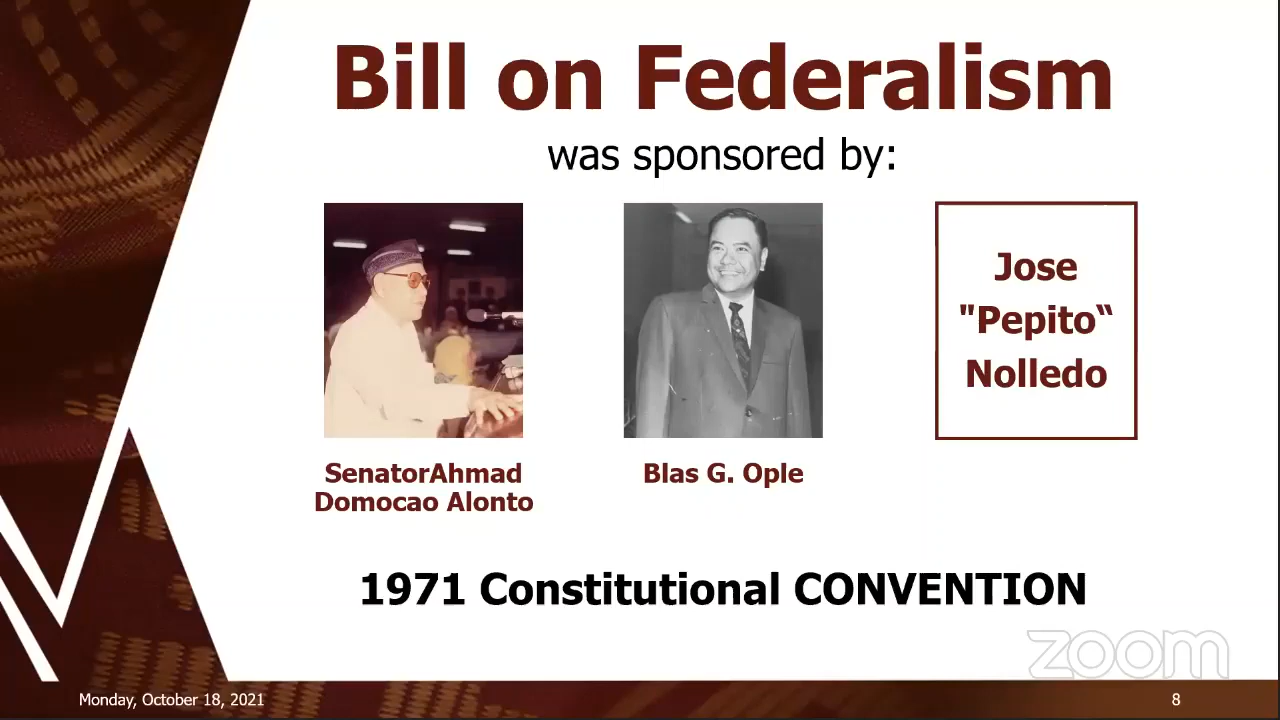 Bill on Federalism
was sponsored by:
Jose
"Pepito“
Nolledo
SenatorAhmad
Domocao Alonto
Blas G. Ople
1971 Constitutional CONVENTION
zoom
Monday, October 18, 2021
8